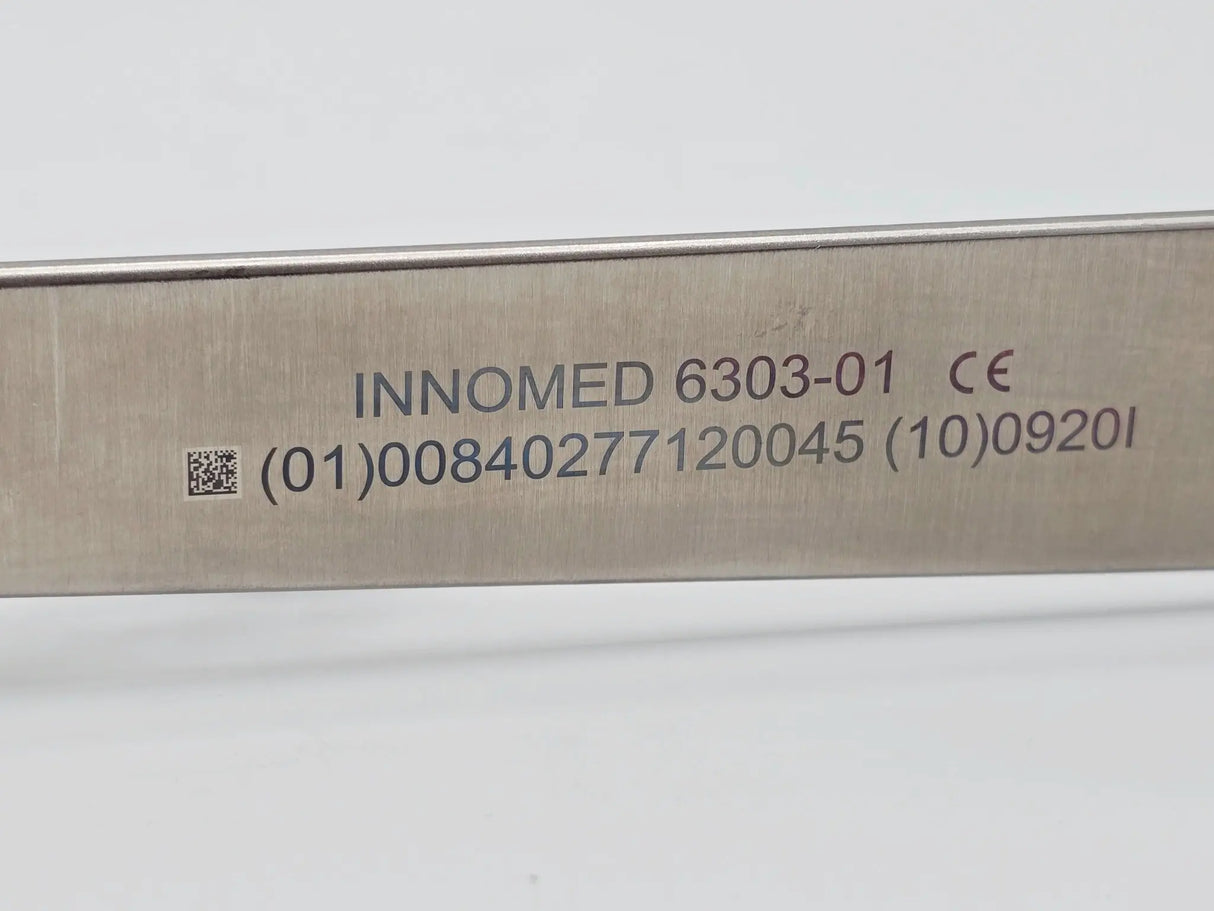 INNOMED 6303-01 CE
(01)00840277120045 (10)0920I